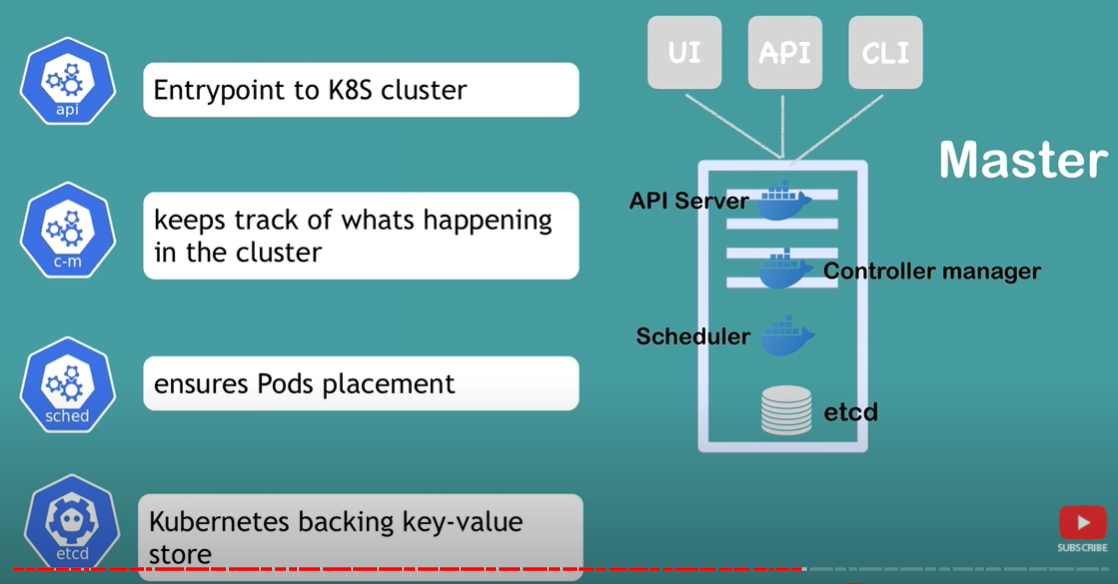 api
Entrypoint to K8S cluster
c-m
keeps track of whats happening
in the cluster
sched
ensures Pods placement
etcd
Kubernetes backing key-value
store
UI
API
CLI
Master
API Server
Controller manager
Scheduler
etcd
SUBSCRIBE